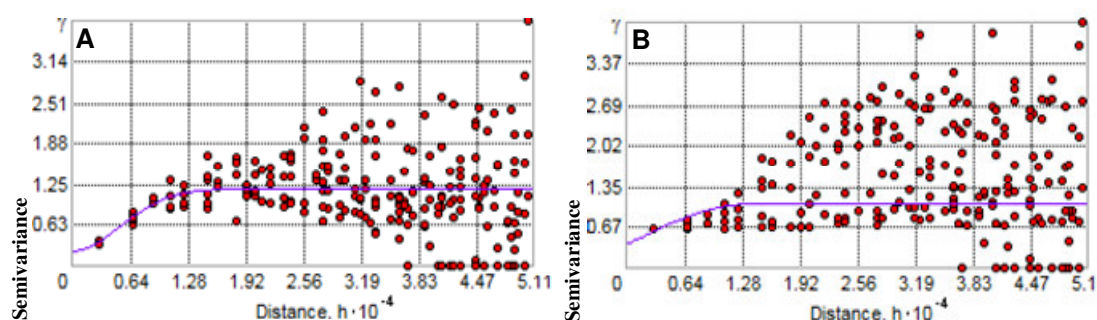 γ
A
3.14
2.51
1.88
1.25
0.63
0 0.64 1.28 1.92 2.56 3.19 3.83 4.47 5.11
Distance, h·10⁻⁴
Semivariance
γ
B
3.37
2.69
2.02
1.35
0.67
0 0.64 1.28 1.92 2.56 3.19 3.83 4.47 5.1
Distance, h·10⁻⁴
Semivariance